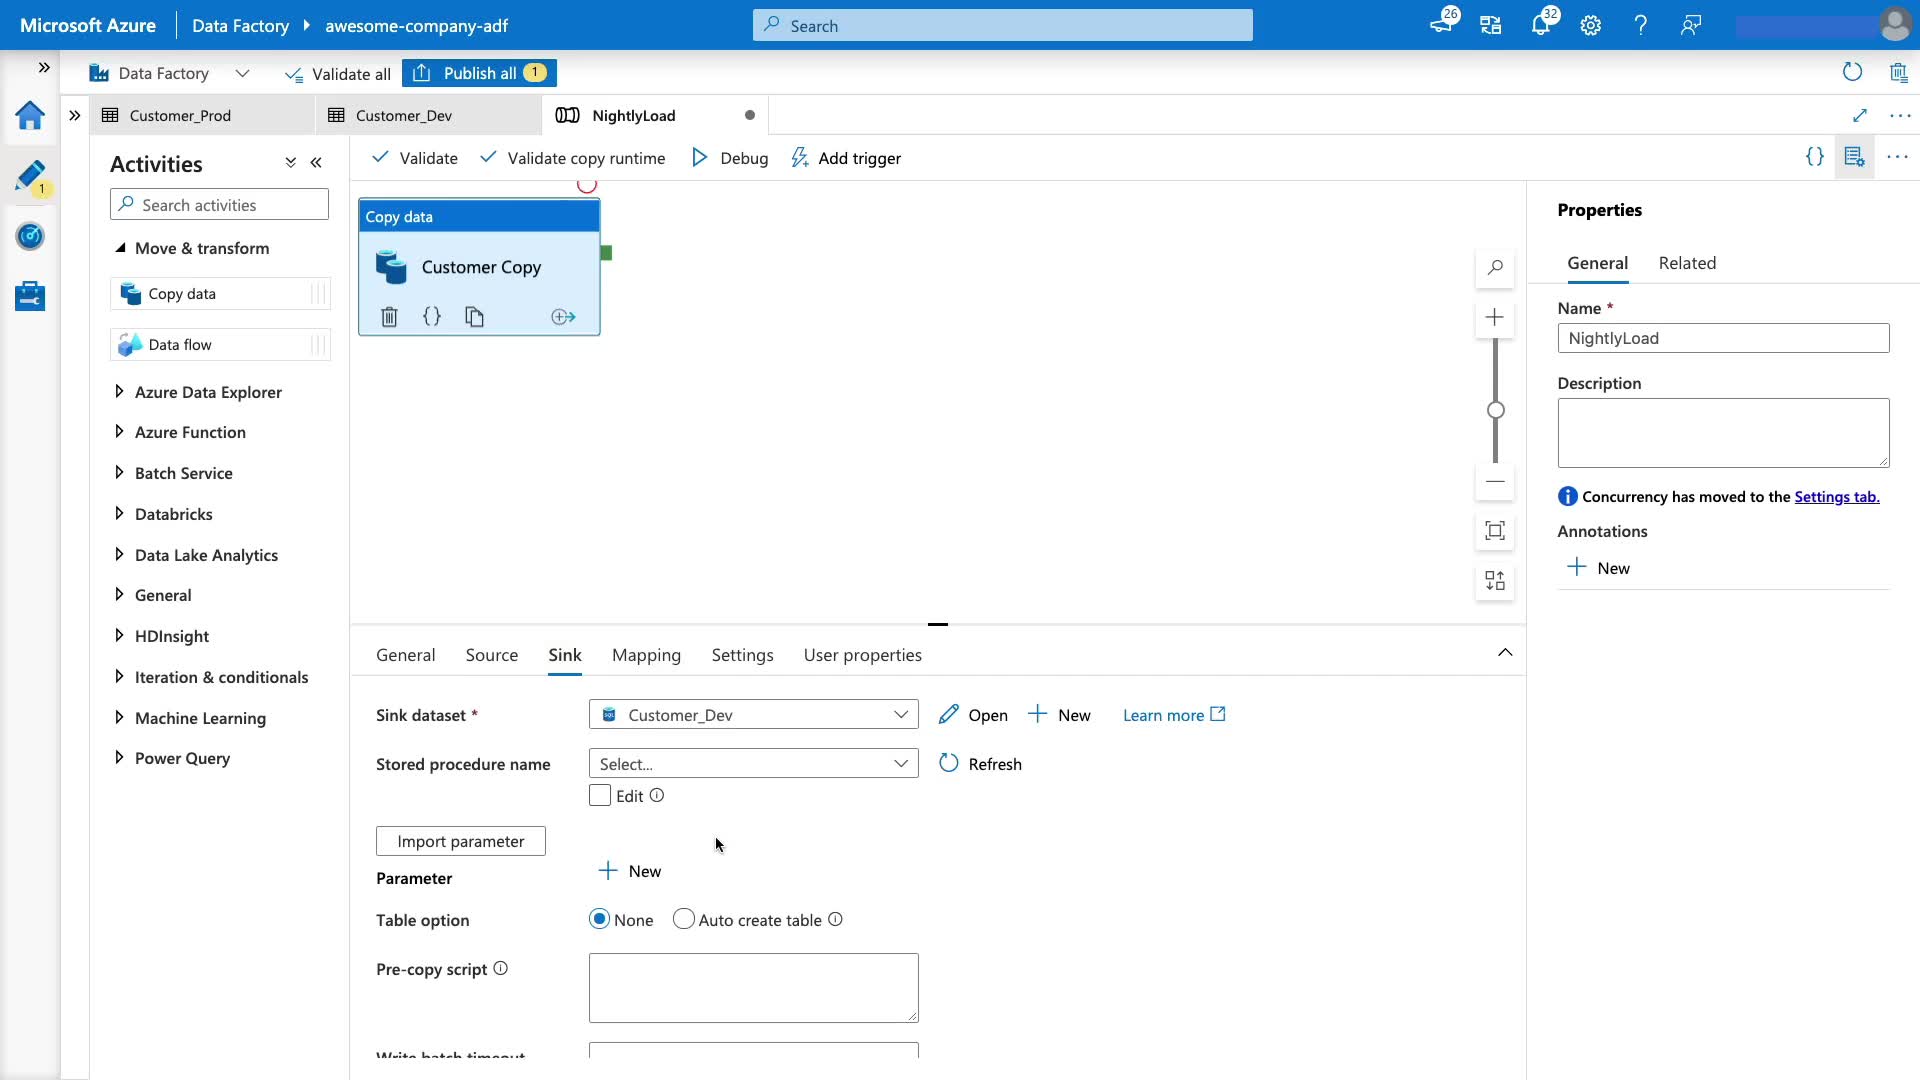 Microsoft Azure
Data Factory
awesome-company-adf
Search
26
32
Data Factory
Validate all
Publish all
1
Customer_Prod
Customer_Dev
NightlyLoad
1
Activities
Search activities
Move & transform
Copy data
Data flow
Azure Data Explorer
Azure Function
Batch Service
Databricks
Data Lake Analytics
General
HDInsight
Iteration & conditionals
Machine Learning
Power Query
Validate
Validate copy runtime
Debug
Add trigger
Copy data
Customer Copy
General
Source
Sink
Mapping
Settings
User properties
Sink dataset *
Customer_Dev
Open
New
Learn more
Stored procedure name
Select...
Refresh
Edit
Import parameter
New
Parameter
Table option
None
Auto create table
Pre-copy script
Write batch timeout
Properties
General
Related
Name *
NightlyLoad
Description
Concurrency has moved to the Settings tab.
Annotations
New